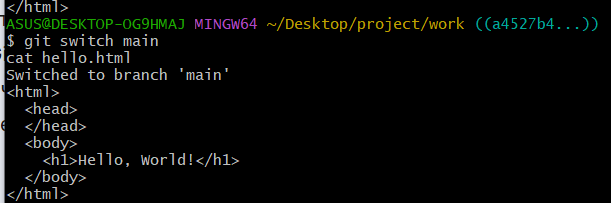 </html>
ASUS@DESKTOP-OG9HMAJ MINGW64 ~/Desktop/project/work ((a4527b4...))
$ git switch main
cat hello.html
Switched to branch 'main'
<html>
  <head>
  </head>
  <body>
    <h1>Hello, World!</h1>
  </body>
</html>